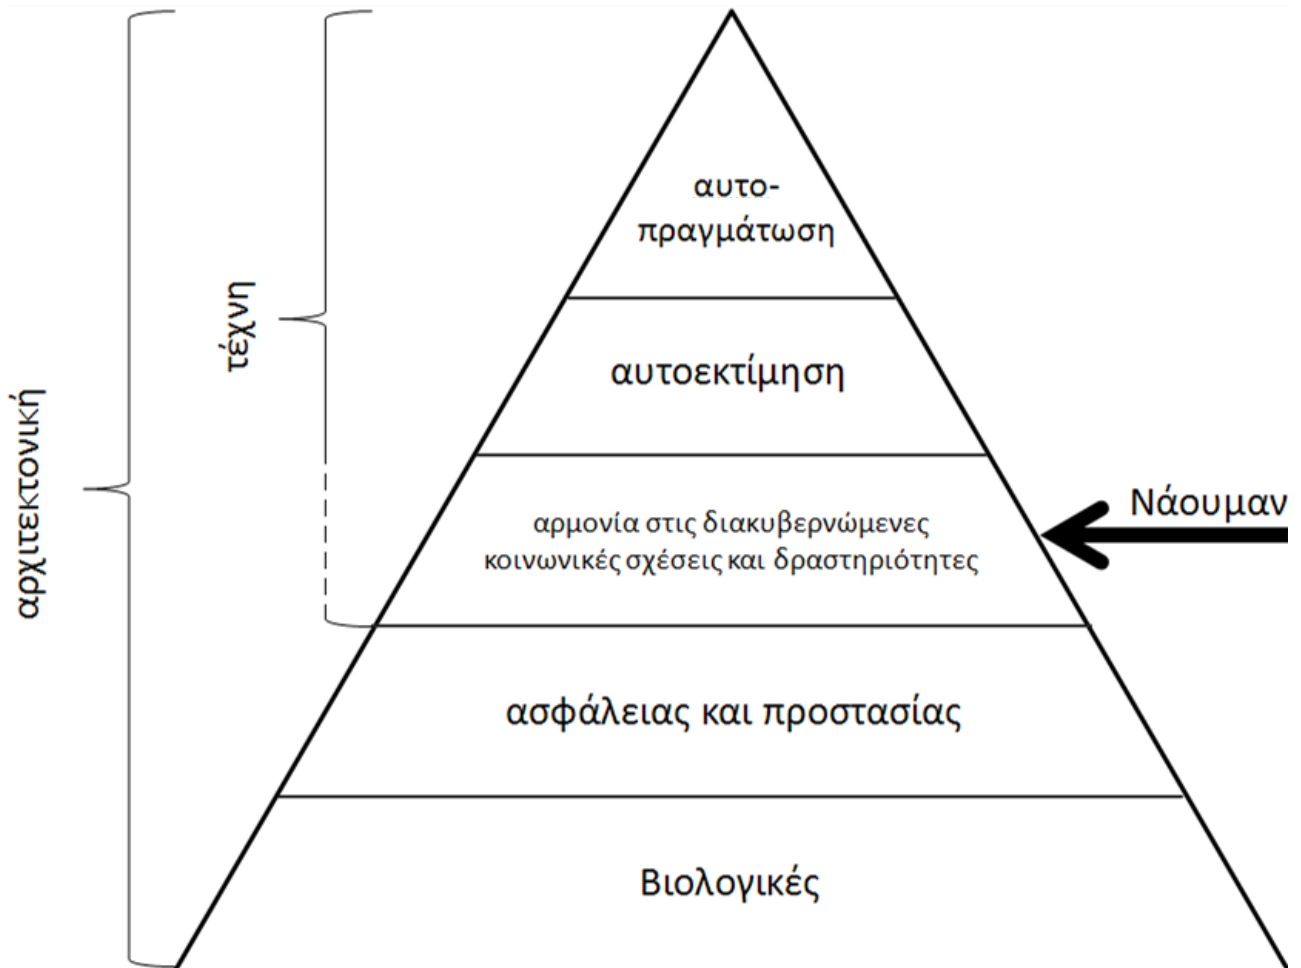 αυτο-
πραγμάτωση
τέχνη
αυτοεκτίμηση
αρχιτεκτονική
Νάουμαν
αρμονία στις διακυβερνώμενες
κοινωνικές σχέσεις και δραστηριότητες
ασφάλειας και προστασίας
Βιολογικές